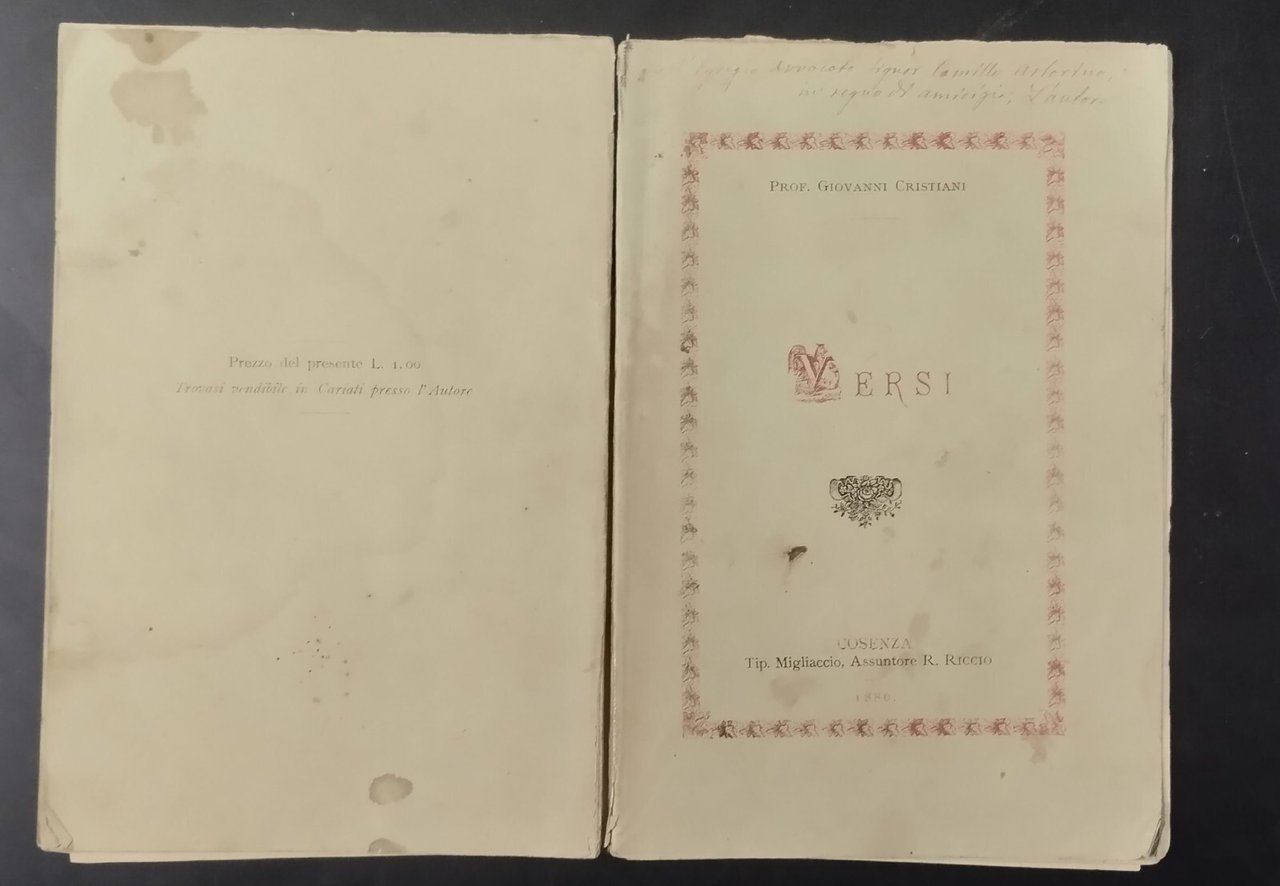 Prezzo del presente L. 1.00
Trovasi vendibile in Cariati presso l'Autore
egregio Avvocato Signor Camillo
in segno di amicizia, L'autore
PROF. GIOVANNI CRISTIANI
VERSI
COSENZA
Tip. Migliaccio, Assuntore R. RICCIO